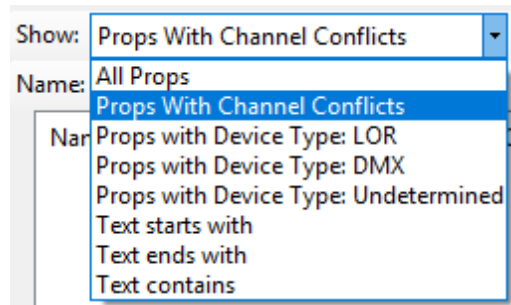 Show: Props With Channel Conflicts
Name: All Props
Props With Channel Conflicts
Nar Props with Device Type: LOR
Props with Device Type: DMX
Props with Device Type: Undetermined
Text starts with
Text ends with
Text contains